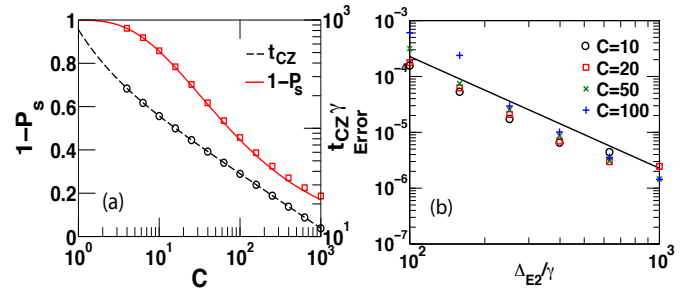 1
0.8
0.6
0.4
0.2
0
1-P_s
10^0
10^1
10^2
10^3
C
10^3
10^1
t_CZ γ
t_CZ
1-P_s
(a)
10^-3
10^-4
10^-5
10^-6
10^-7
Error
C=10
C=20
C=50
C=100
(b)
10^2
10^3
Δ_E2/γ